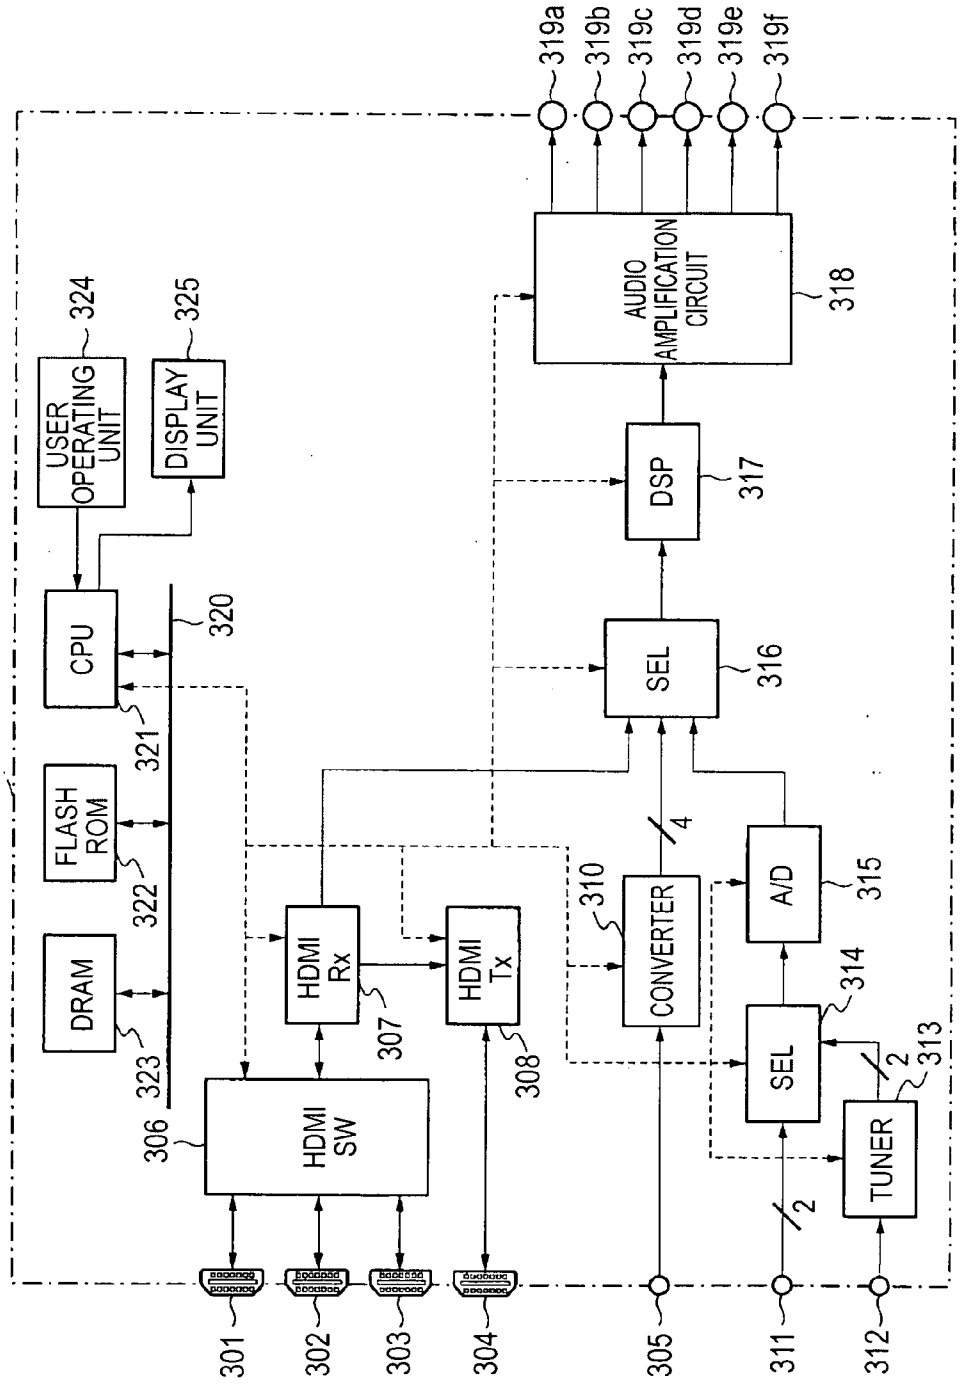 324
USER
OPERATING
UNIT
325
DISPLAY
UNIT
CPU
321
320
FLASH
ROM
322
DRAM
323
306
HDMI
SW
HDMI
Rx
307
HDMI
Tx
308
301
302
303
304
305
310
CONVERTER
4
311
2
312
TUNER
313
2
SEL
314
A/D
315
SEL
316
DSP
317
AUDIO
AMPLIFICATION
CIRCUIT
318
319a
319b
319c
319d
319e
319f